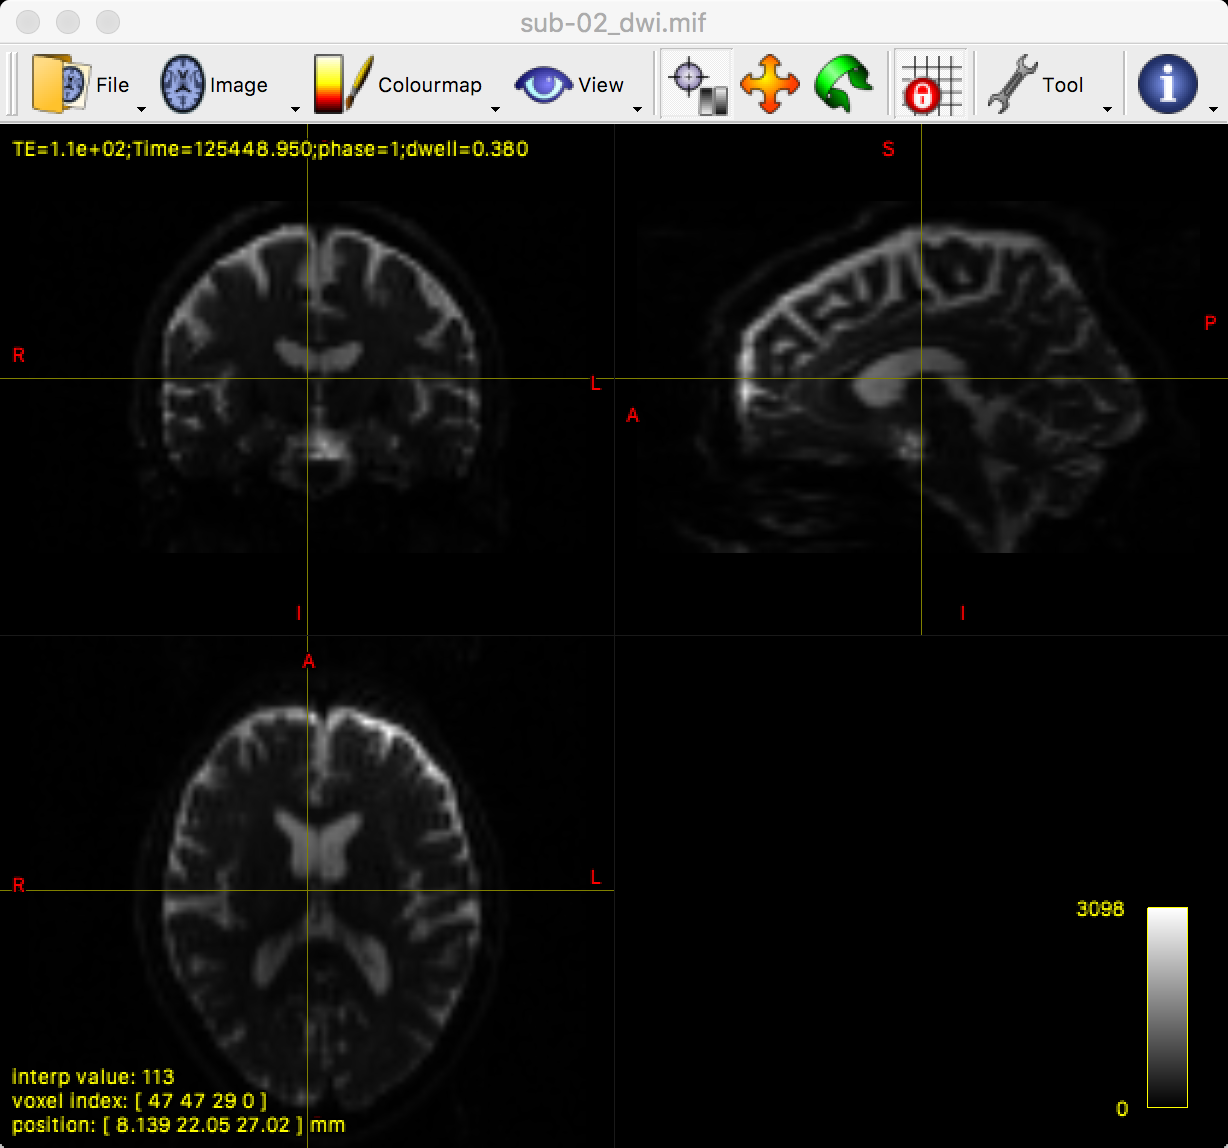 sub-02_dwi.mif
File Image Colourmap View Tool
TE=1.1e+02;Time=125448.950;phase=1;dwell=0.380
S
R
L
P
A
I
I
A
R
L
3098
0
interp value: 113
voxel index: [ 47 47 29 0 ]
position: [ 8.139 22.05 27.02 ] mm